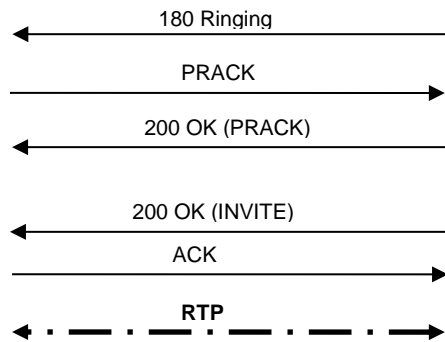 180 Ringing
PRACK
200 OK (PRACK)
200 OK (INVITE)
ACK
RTP